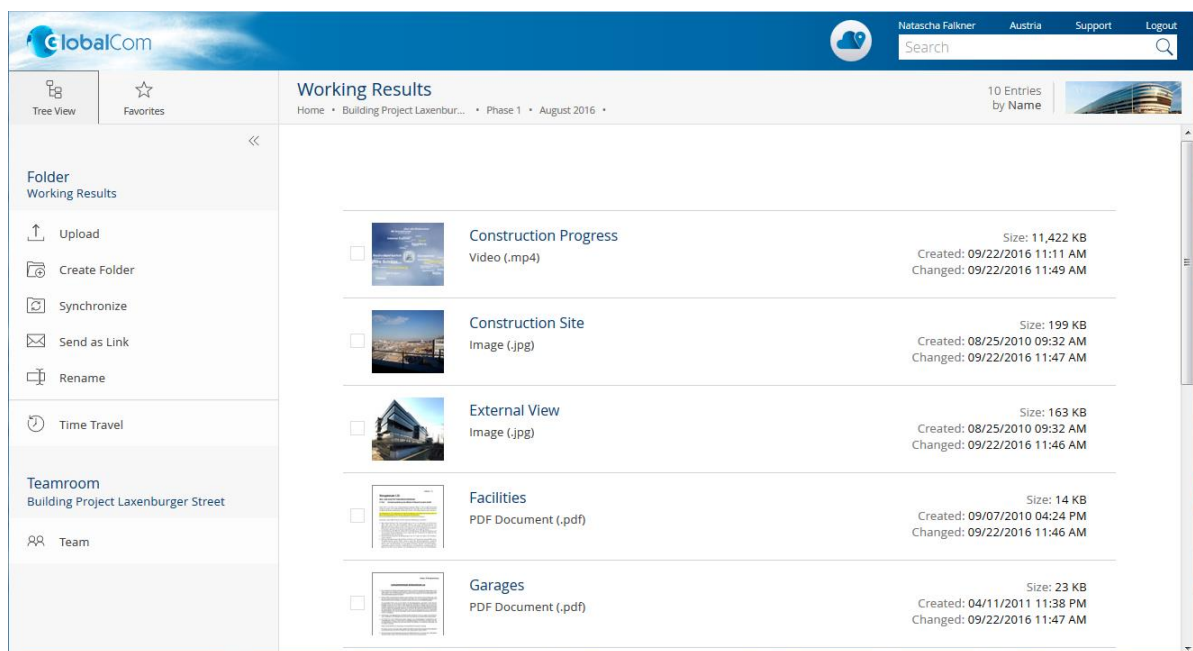 GlobalCom
Natascha Falkner Austria Support Logout
Search
Tree View Favorites
Working Results
Home • Building Project Laxenbur... • Phase 1 • August 2016 •
10 Entries
by Name
Folder
Working Results
Upload
Create Folder
Synchronize
Send as Link
Rename
Time Travel
Teamroom
Building Project Laxenburger Street
Team
Construction Progress
Video (.mp4)
Size: 11,422 KB
Created: 09/22/2016 11:11 AM
Changed: 09/22/2016 11:49 AM
Construction Site
Image (.jpg)
Size: 199 KB
Created: 08/25/2010 09:32 AM
Changed: 09/22/2016 11:47 AM
External View
Image (.jpg)
Size: 163 KB
Created: 08/25/2010 09:32 AM
Changed: 09/22/2016 11:46 AM
Facilities
PDF Document (.pdf)
Size: 14 KB
Created: 09/07/2010 04:24 PM
Changed: 09/22/2016 11:46 AM
Garages
PDF Document (.pdf)
Size: 23 KB
Created: 04/11/2011 11:38 PM
Changed: 09/22/2016 11:47 AM